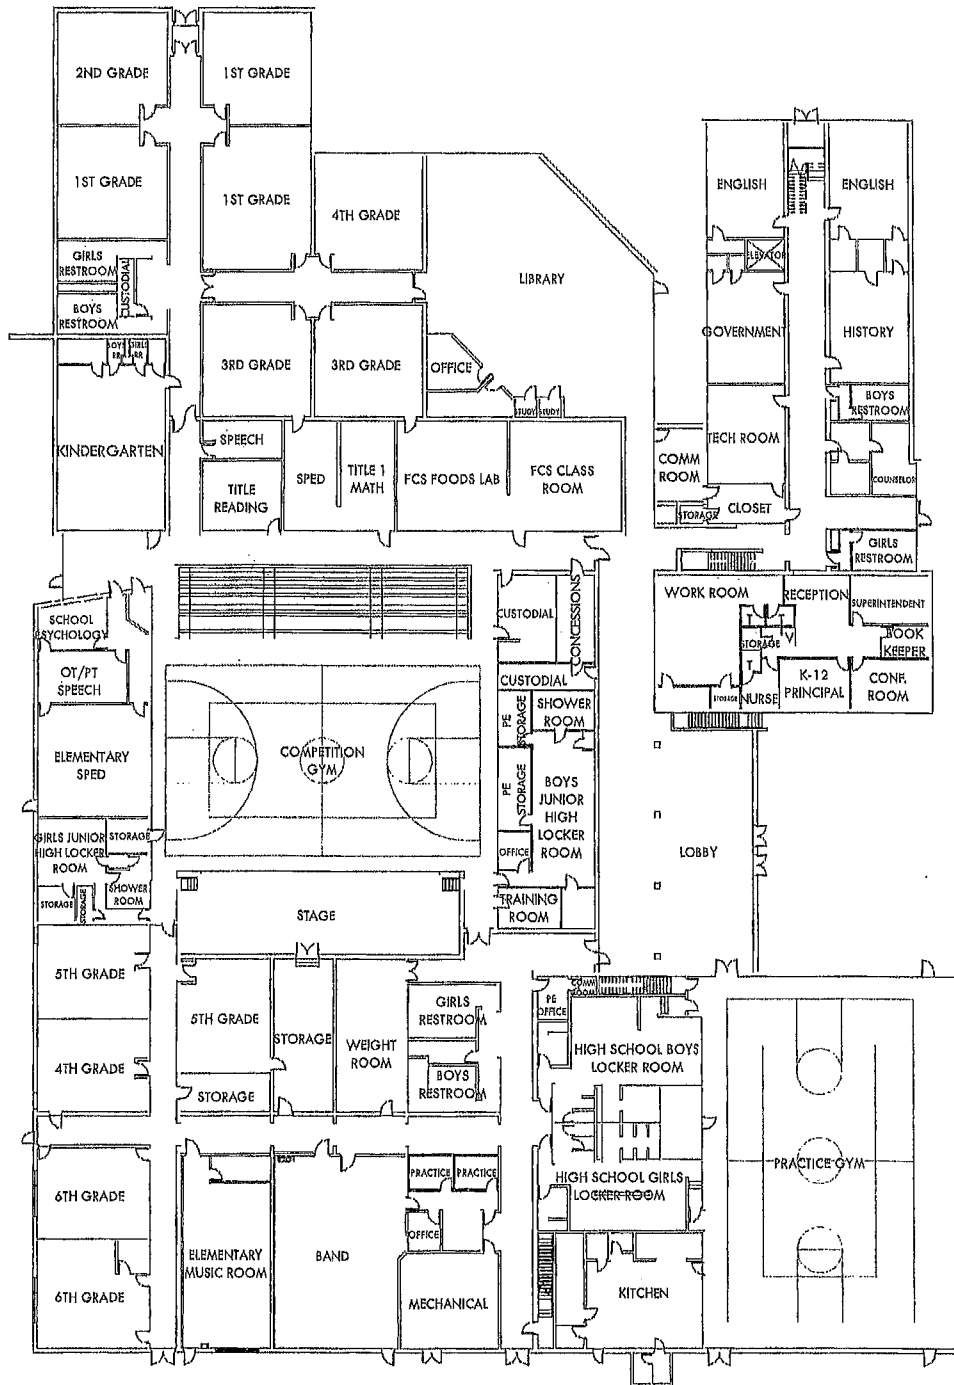 2ND GRADE
1ST GRADE
1ST GRADE
1ST GRADE
4TH GRADE
GIRLS
RESTROOM
CUSTODIAL
BOYS
RESTROOM
LIBRARY
ENGLISH
ENGLISH
ELEVATOR
GOVERNMENT
HISTORY
BOYS
RR
GIRLS
RR
3RD GRADE
3RD GRADE
OFFICE
STUDY
STUDY
BOYS
RESTROOM
KINDERGARTEN
SPEECH
TITLE
READING
SPED
TITLE 1
MATH
FCS FOODS LAB
FCS CLASS
ROOM
COMM
ROOM
TECH ROOM
STORAGE
CLOSET
COUNSELOR
GIRLS
RESTROOM
SCHOOL
PSYCHOLOGY
OT/PT
SPEECH
ELEMENTARY
SPED
CUSTODIAL
CONCESSIONS
CUSTODIAL
WORK ROOM
RECEPTION
SUPERINTENDENT
T
T
STORAGE
V
BOOK
KEEPER
T
STORAGE
NURSE
K-12
PRINCIPAL
CONF.
ROOM
COMPETITION
GYM
PE
STORAGE
SHOWER
ROOM
PE
STORAGE
BOYS
JUNIOR
HIGH
LOCKER
ROOM
OFFICE
TRAINING
ROOM
LOBBY
GIRLS JUNIOR
HIGH LOCKER
ROOM
STORAGE
SHOWER
ROOM
STORAGE
STORAGE
STAGE
5TH GRADE
4TH GRADE
5TH GRADE
STORAGE
STORAGE
WEIGHT
ROOM
GIRLS
RESTROOM
BOYS
RESTROOM
PE
OFFICE
COMM
ROOM
HIGH SCHOOL BOYS
LOCKER ROOM
HIGH SCHOOL GIRLS
LOCKER ROOM
PRACTICE GYM
6TH GRADE
6TH GRADE
ELEMENTARY
MUSIC ROOM
BAND
PRACTICE
PRACTICE
OFFICE
MECHANICAL
KITCHEN